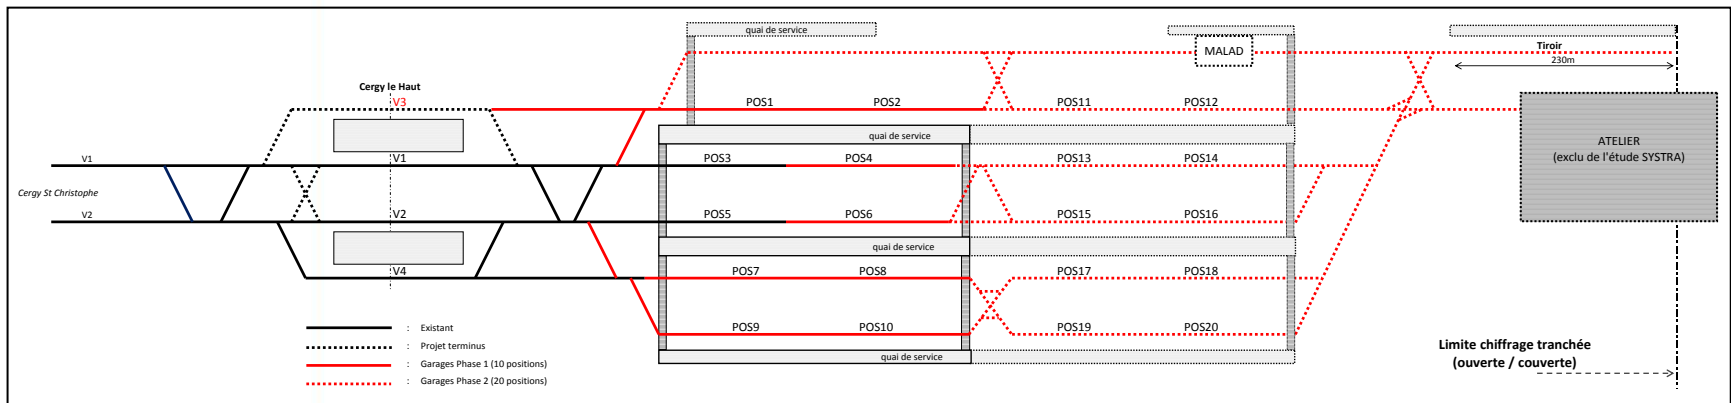 quai de service
MALAD
Tiroir
230m
Cergy le Haut
V3
POS1 POS2 POS11 POS12
quai de service
ATELIER
(exclu de l'étude SYSTRA)
V1 V1 POS3 POS4 POS13 POS14
Cergy St Christophe
V2 V2 POS5 POS6 POS15 POS16
quai de service
V4 POS7 POS8 POS17 POS18
POS9 POS10 POS19 POS20
: Existant
: Projet terminus
: Garages Phase 1 (10 positions)
: Garages Phase 2 (20 positions)
quai de service
Limite chiffrage tranchée
(ouverte / couverte)